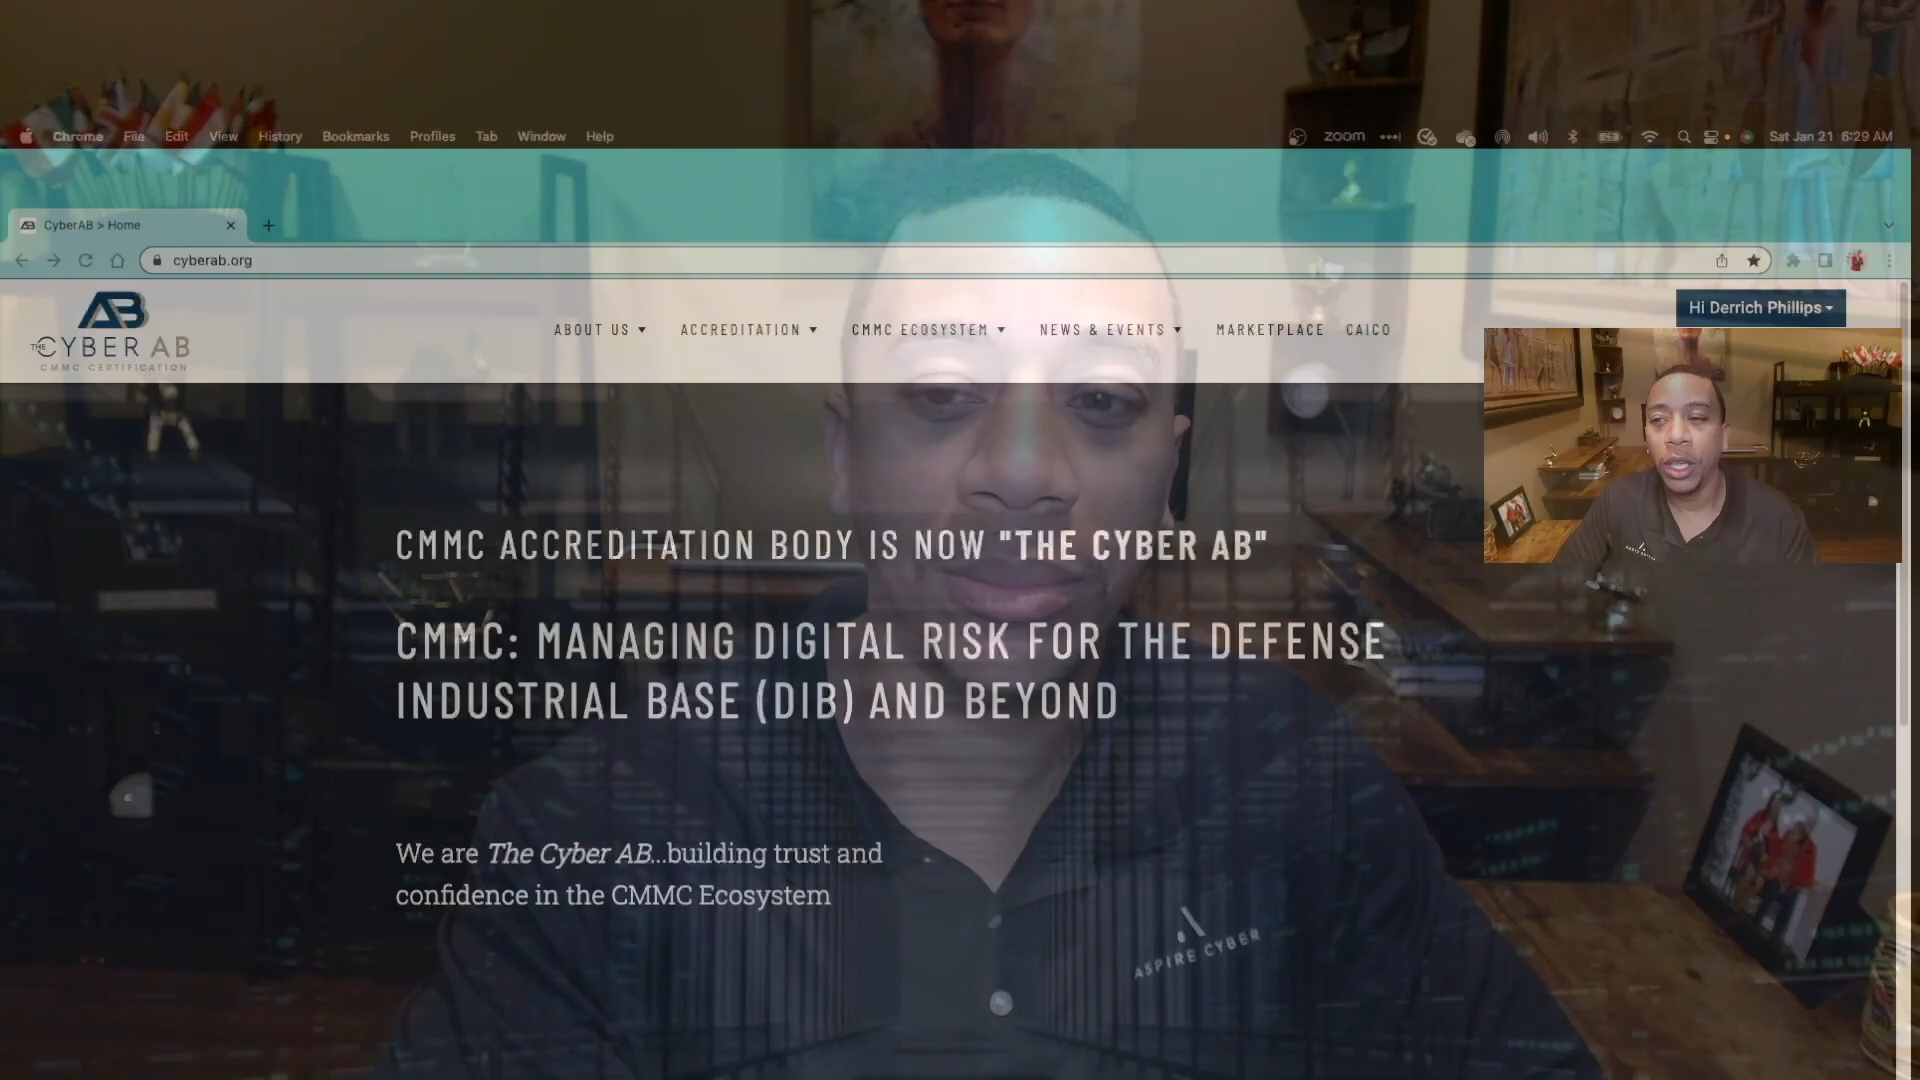 Chrome File Edit View History Bookmarks Profiles Tab Window Help zoom Sat Jan 21 6:29 AM
CyberAB > Home
cyberab.org
Hi Derrich Phillips
AB
THE CYBER AB
CMMC CERTIFICATION
ABOUT US ACCREDITATION CMMC ECOSYSTEM NEWS & EVENTS MARKETPLACE CAICO
CMMC ACCREDITATION BODY IS NOW "THE CYBER AB"
CMMC: MANAGING DIGITAL RISK FOR THE DEFENSE
INDUSTRIAL BASE (DIB) AND BEYOND
We are The Cyber AB...building trust and
confidence in the CMMC Ecosystem
ASPIRE CYBER